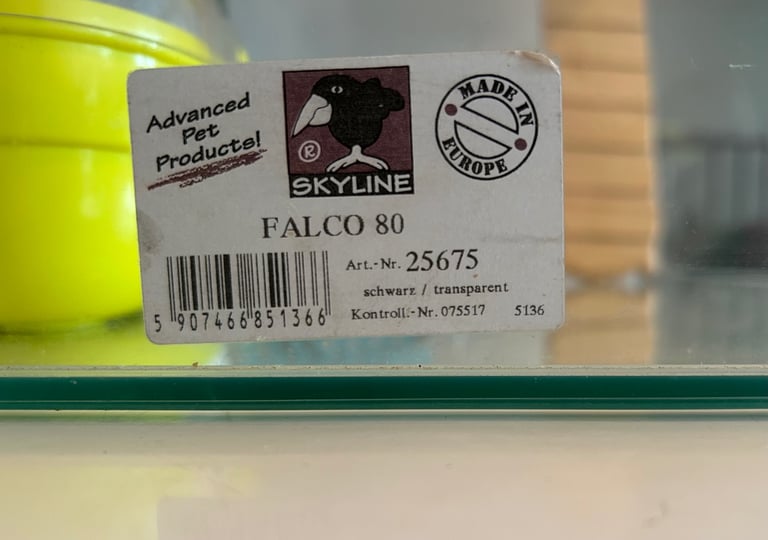 Advanced
Pet
Products!
®
SKYLINE
MADE IN
EUROPE
FALCO 80
Art.-Nr. 25675
schwarz / transparent
Kontroll.-Nr. 075517 5136
5 907466 851366